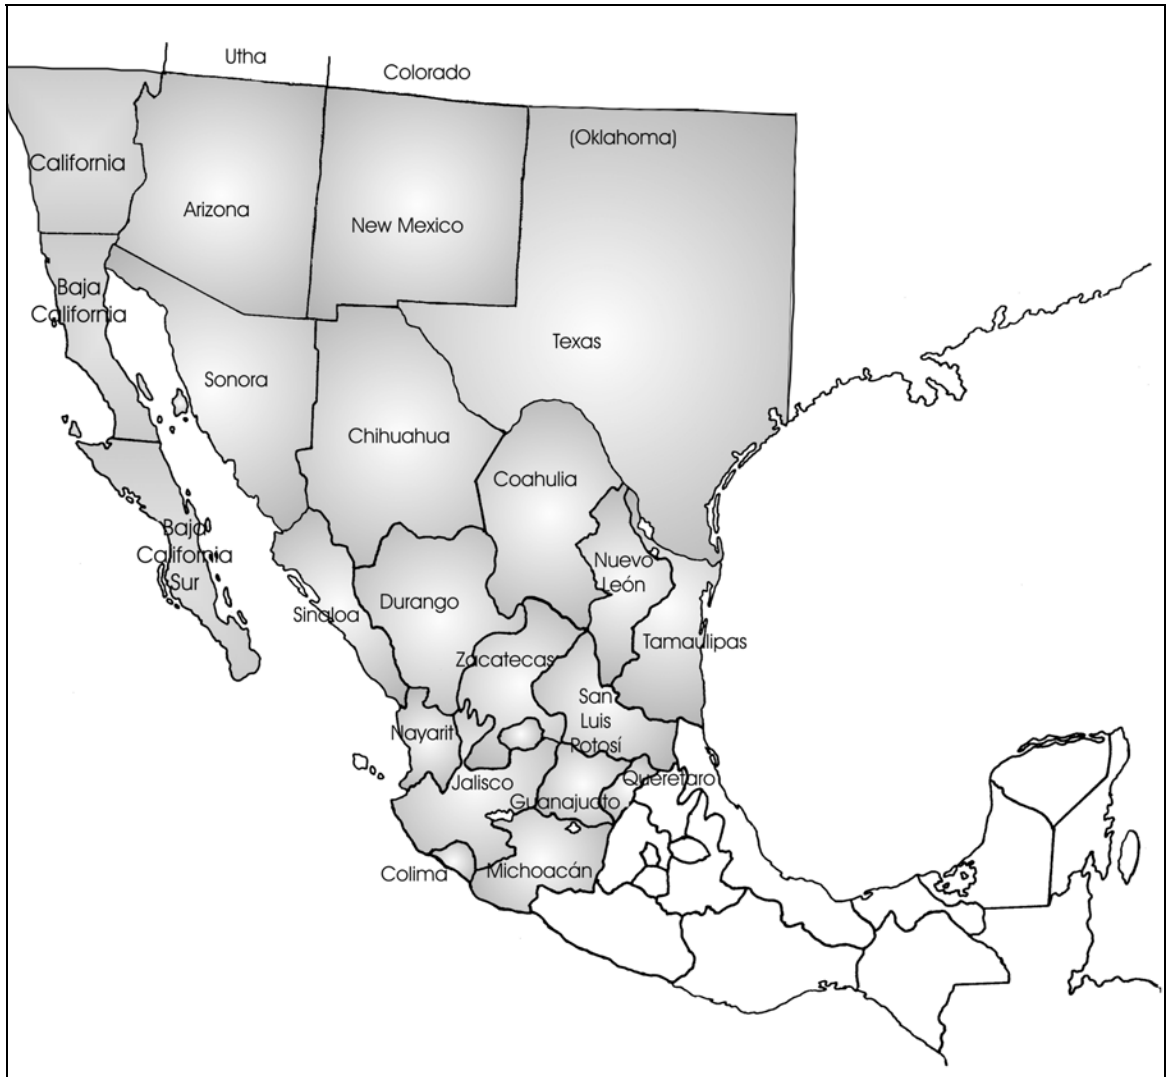 Utha
Colorado
(Oklahoma)
California
Arizona
New Mexico
Baja
California
Texas
Sonora
Chihuahua
Coahulia
Baja
California
Sur
Nuevo
León
Sinaloa
Durango
Tamaulipas
Zacatecas
San
Luis
Potosí
Nayarit
Jalisco
Queretaro
Guanajuato
Colima
Michoacán